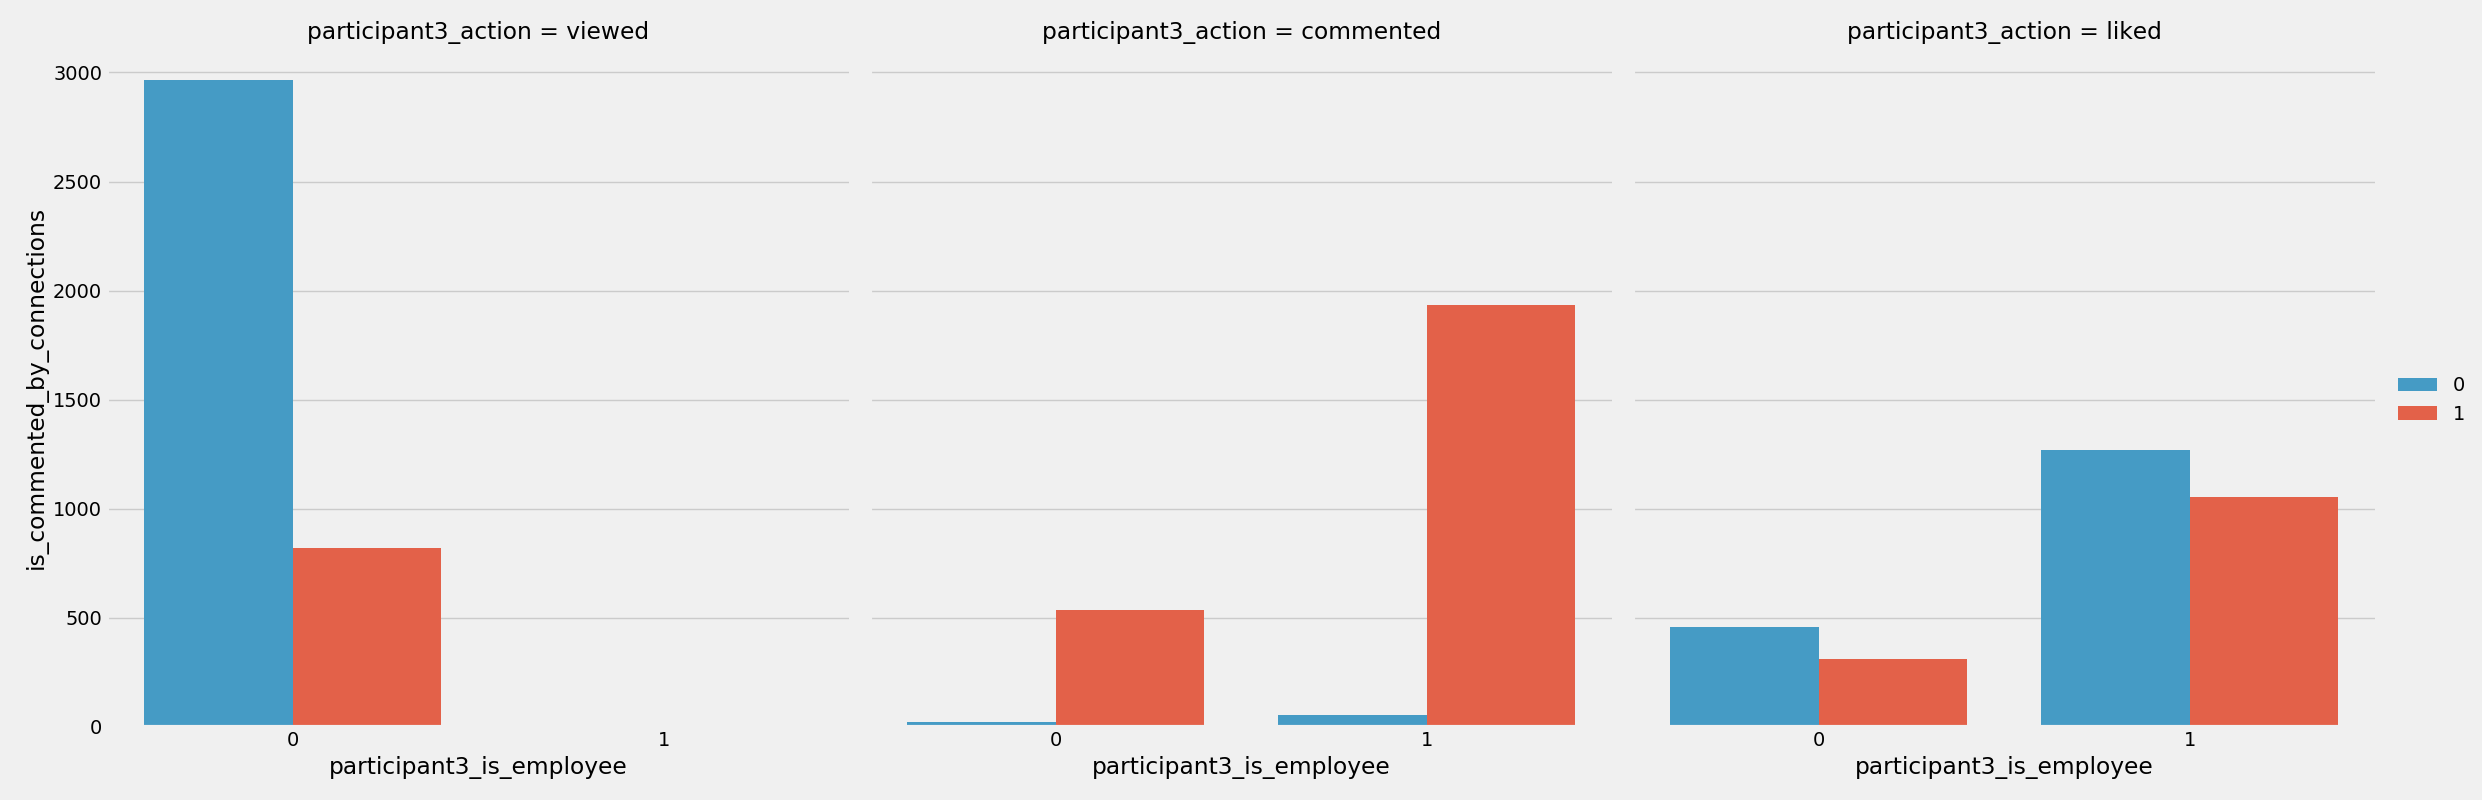 participant3_action = viewed
participant3_action = commented
participant3_action = liked
is_commented_by_connections
3000
2500
2000
1500
1000
500
0
0 1
0 1
0 1
participant3_is_employee
participant3_is_employee
participant3_is_employee
0
1